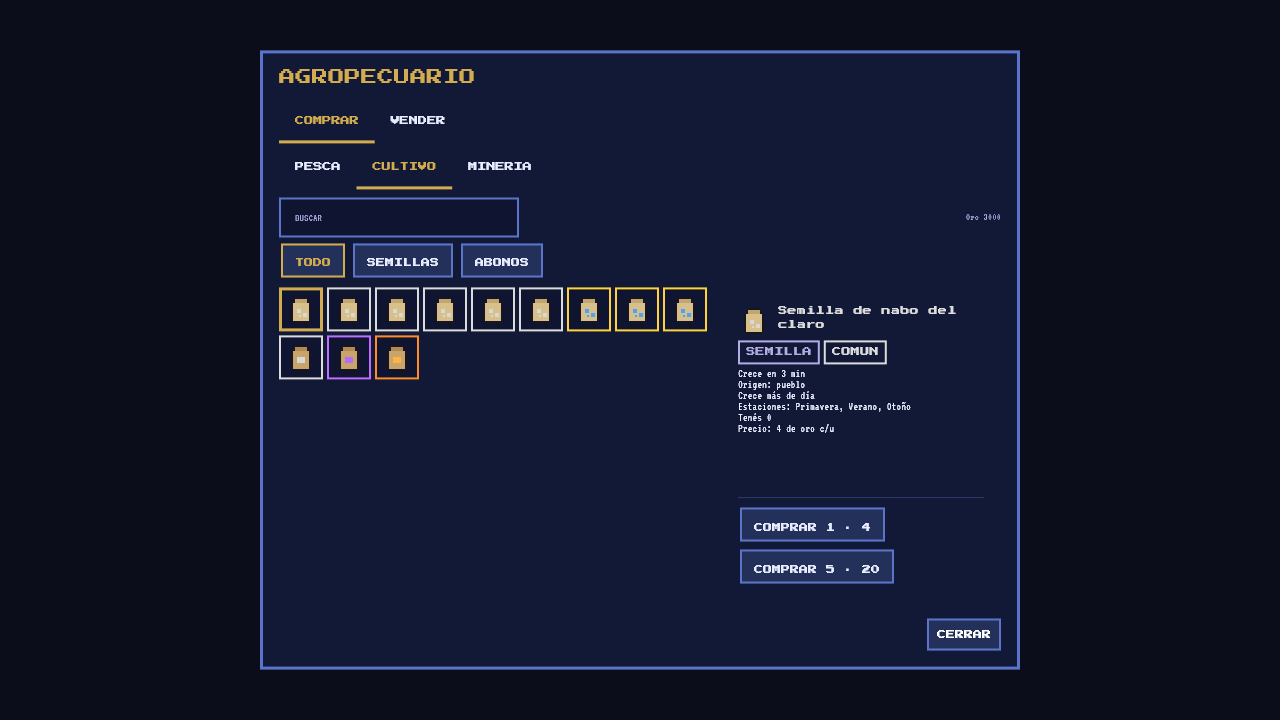 AGROPECUARIO
COMPRAR VENDER
PESCA CULTIVO MINERIA
BUSCAR
Oro 3000
TODO SEMILLAS ABONOS
Semilla de nabo del
claro
SEMILLA COMUN
Crece en 3 min
Origen: pueblo
Crece más de día
Estaciones: Primavera, Verano, Otoño
Tenés 0
Precio: 4 de oro c/u
COMPRAR 1 · 4
COMPRAR 5 · 20
CERRAR